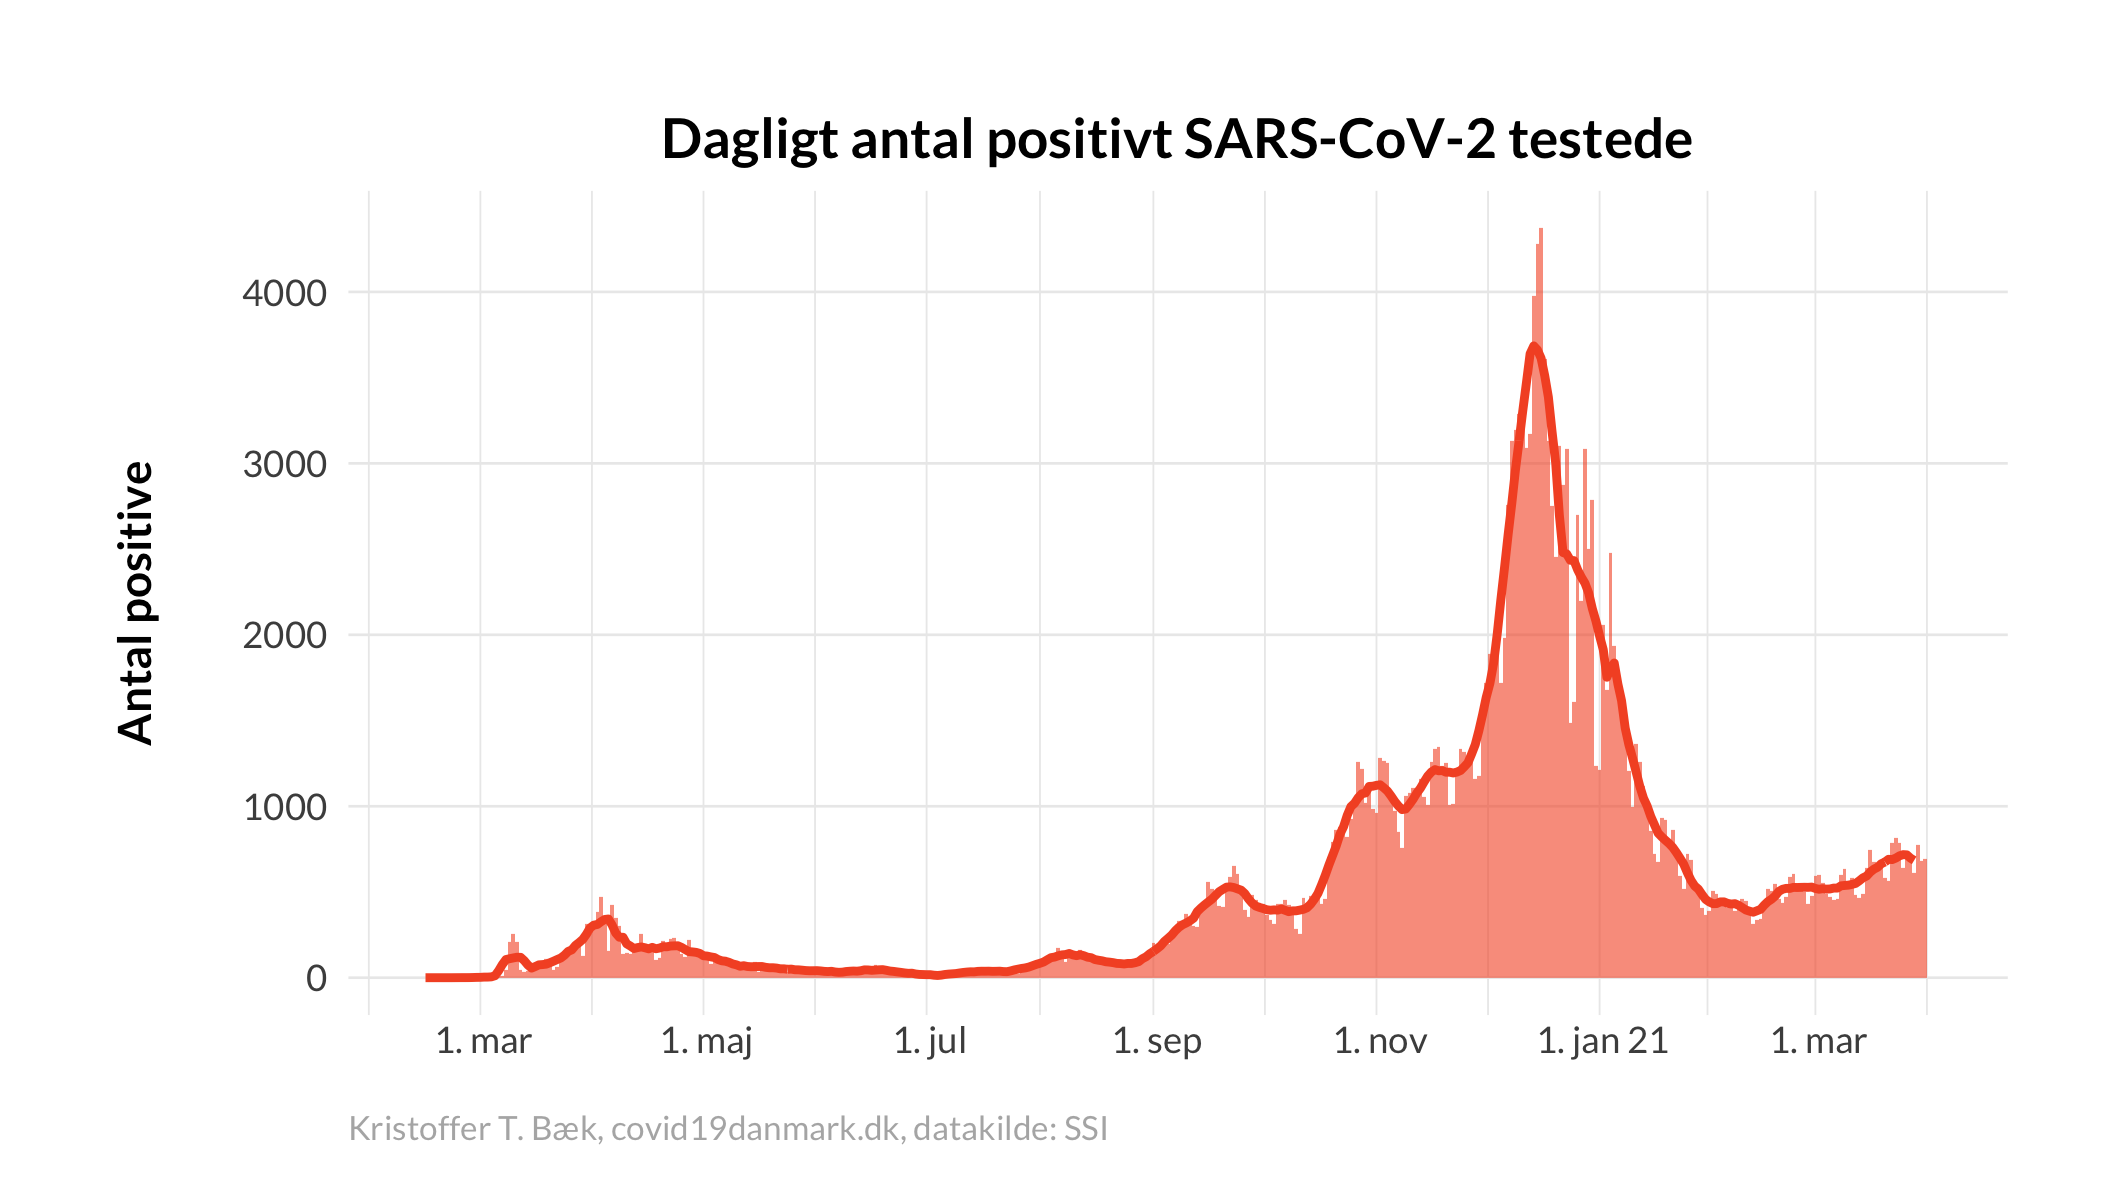 Dagligt antal positivt SARS-CoV-2 testede
Antal positive
4000
3000
2000
1000
0
1. mar
1. maj
1. jul
1. sep
1. nov
1. jan 21
1. mar
Kristoffer T. Bæk, covid19danmark.dk, datakilde: SSI